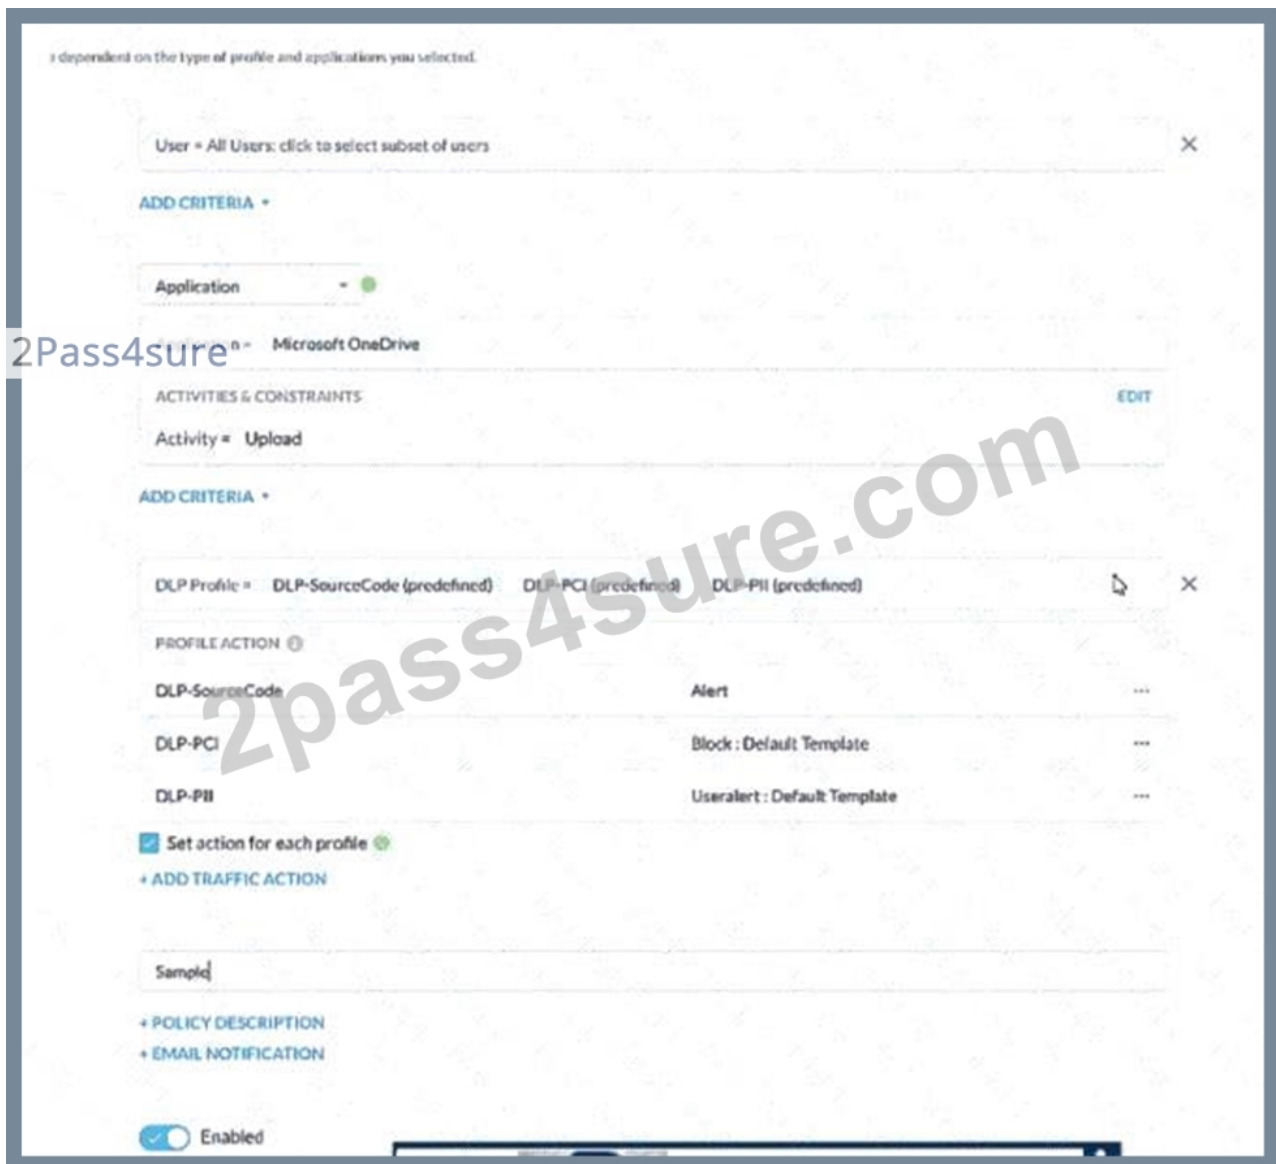 dependent on the type of profile and applications you selected.
User = All Users: click to select subset of users
ADD CRITERIA
Application
n = Microsoft OneDrive
2Pass4sure
ACTIVITIES & CONSTRAINTS EDIT
Activity = Upload
ADD CRITERIA
2pass4sure.com
DLP Profile = DLP-SourceCode (predefined) DLP-PCI (predefined) DLP-PII (predefined)
PROFILE ACTION
DLP-SourceCode Alert ...
DLP-PCI Block : Default Template ...
DLP-PII Useralert : Default Template ...
Set action for each profile
+ ADD TRAFFIC ACTION
Sample
+ POLICY DESCRIPTION
+ EMAIL NOTIFICATION
Enabled